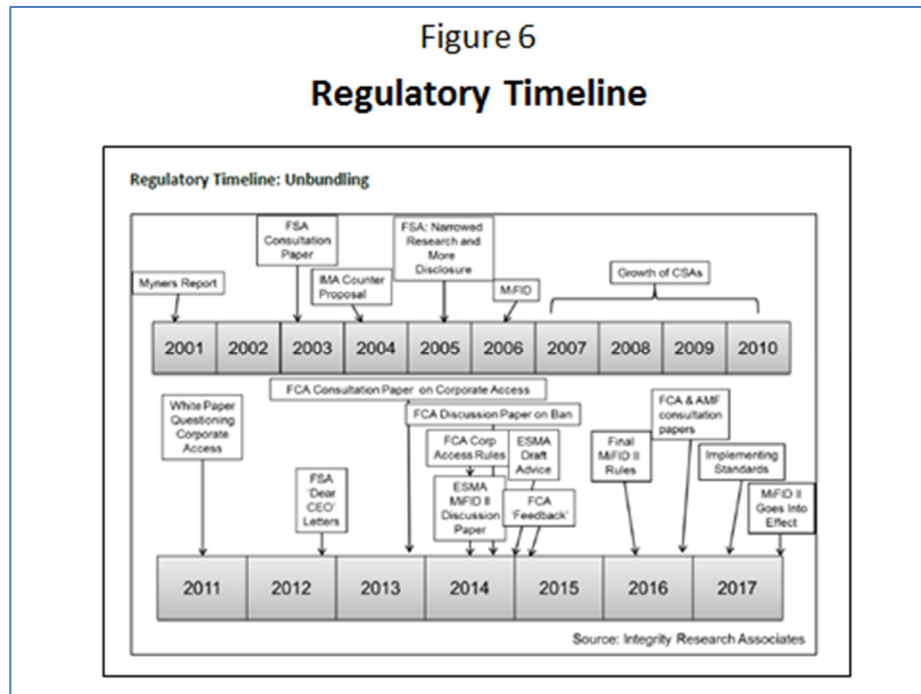 Figure 6
Regulatory Timeline
Regulatory Timeline: Unbundling
FSA
Consultation
Paper
FSA: Narrowed
Research and
More
Disclosure
Myners Report
IMA Counter
Proposal
MiFID
Growth of CSAs
2001 2002 2003 2004 2005 2006 2007 2008 2009 2010
FCA Consultation Paper on Corporate Access
White Paper
Questioning
Corporate
Access
FCA Discussion Paper on Ban
FCA & AMF
consultation
papers
FCA Corp
Access Rules
ESMA
Draft
Advice
Final
MiFID II
Rules
Implementing
Standards
FSA
'Dear
CEO'
Letters
ESMA
MiFID II
Discussion
Paper
FCA
'Feedback'
MiFID II
Goes Into
Effect
2011 2012 2013 2014 2015 2016 2017
Source: Integrity Research Associates